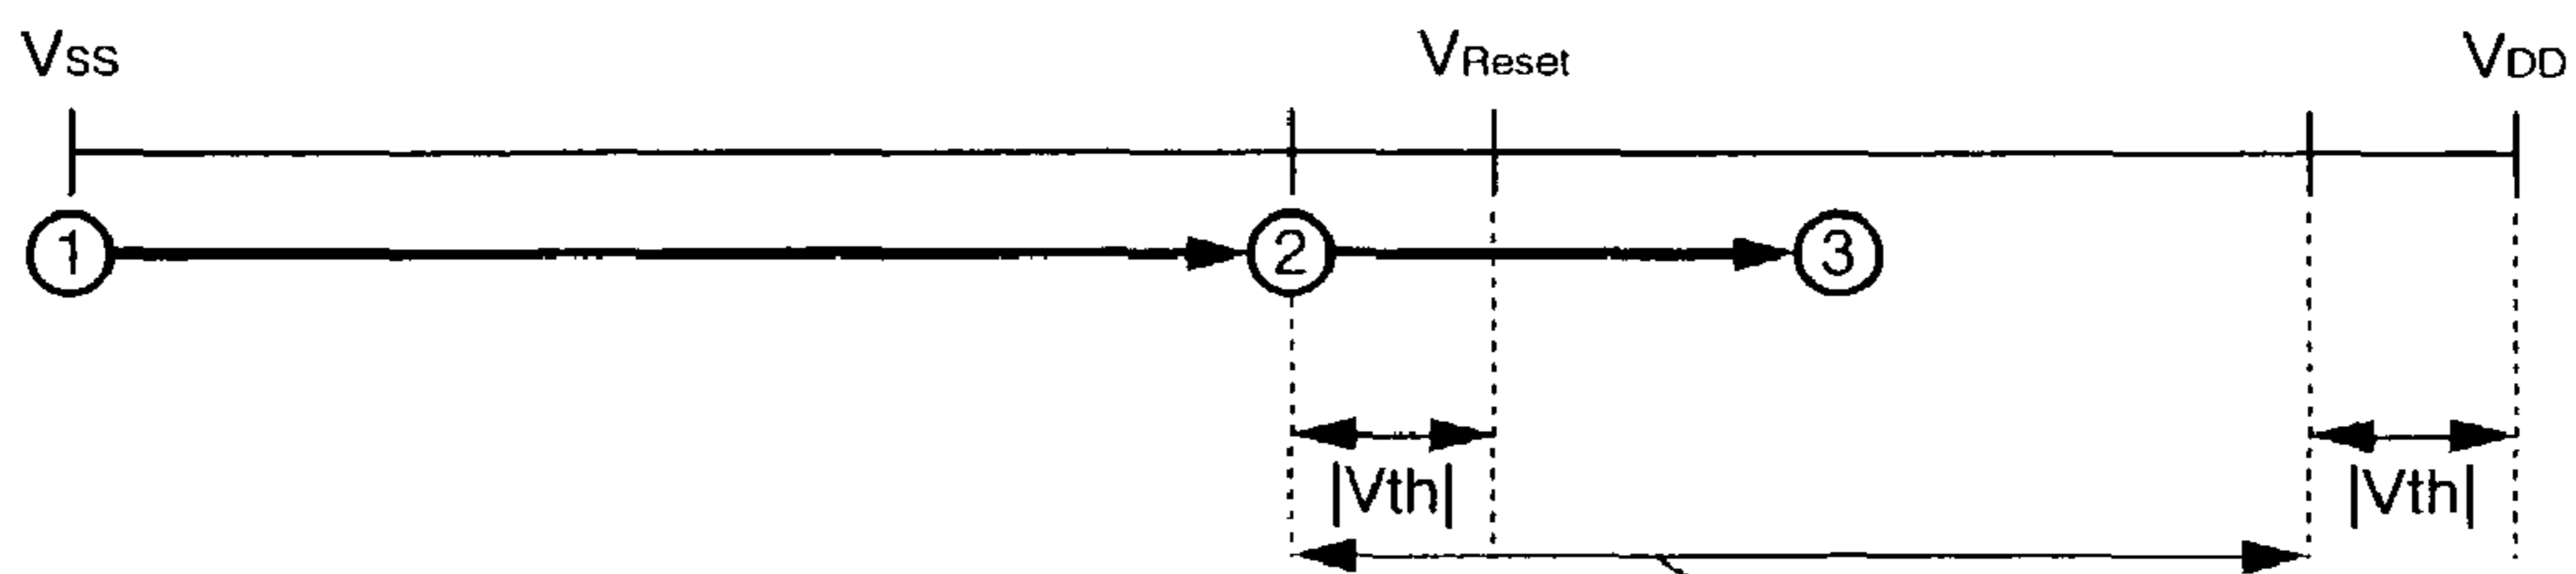 VSS VReset VDD
① ② ③
|Vth| |Vth|